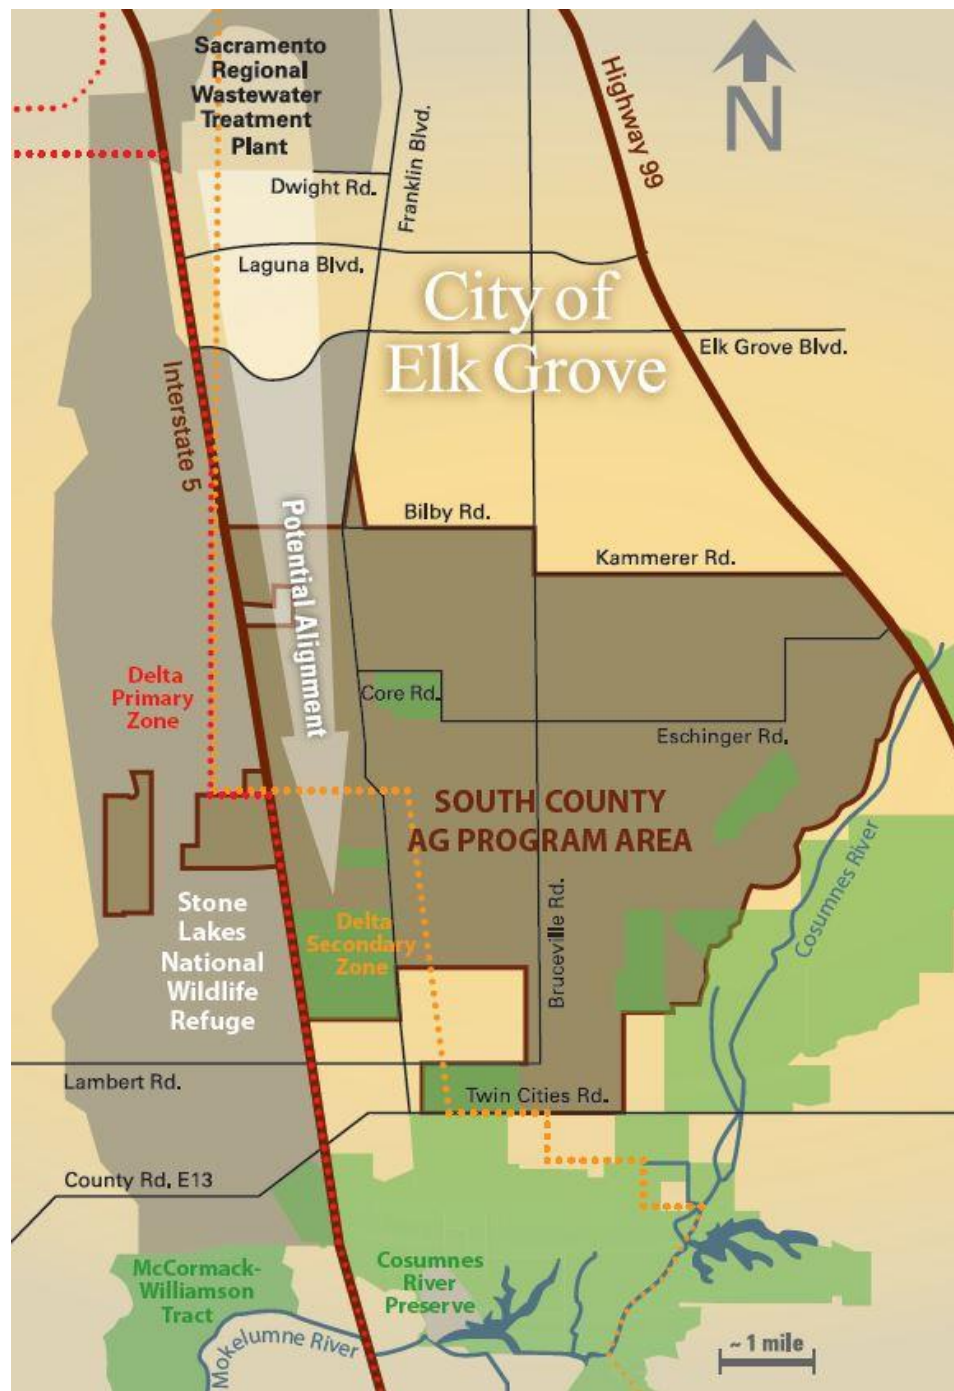 Sacramento
Regional
Wastewater
Treatment
Plant
Highway 99
N
Dwight Rd.
Franklin Blvd.
Laguna Blvd.
City of
Elk Grove
Elk Grove Blvd.
Interstate 5
Potential Alignment
Bilby Rd.
Kammerer Rd.
Delta
Primary
Zone
Core Rd.
Eschinger Rd.
SOUTH COUNTY
AG PROGRAM AREA
Cosumnes River
Stone
Lakes
National
Wildlife
Refuge
Delta
Secondary
Zone
Bruceville Rd.
Lambert Rd.
Twin Cities Rd.
County Rd. E13
McCormack-
Williamson
Tract
Cosumnes
River
Preserve
Mokelumne River
~ 1 mile